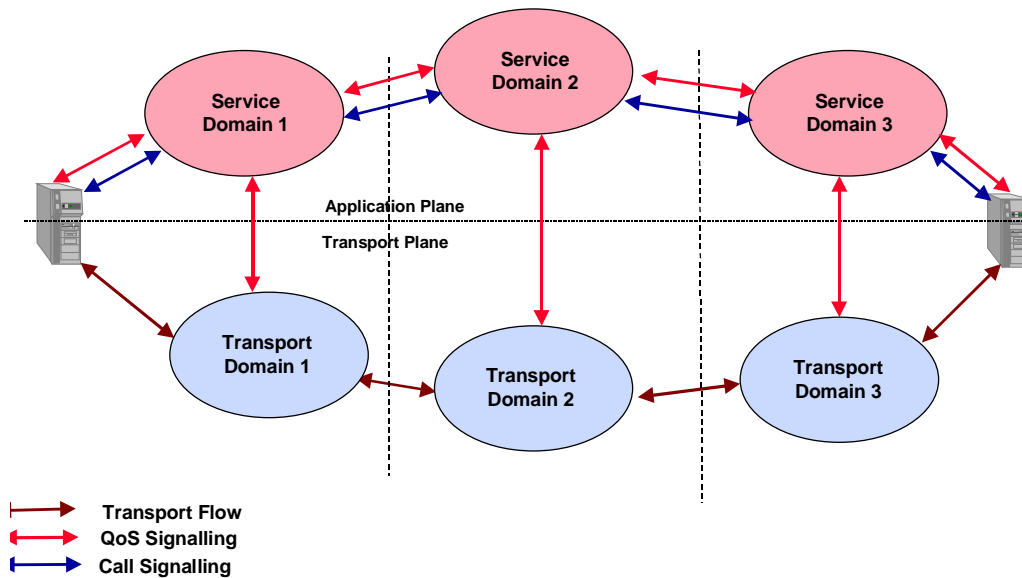 Service
Domain 1
Service
Domain 2
Service
Domain 3
Application Plane
Transport Plane
Transport
Domain 1
Transport
Domain 2
Transport
Domain 3
Transport Flow
QoS Signalling
Call Signalling